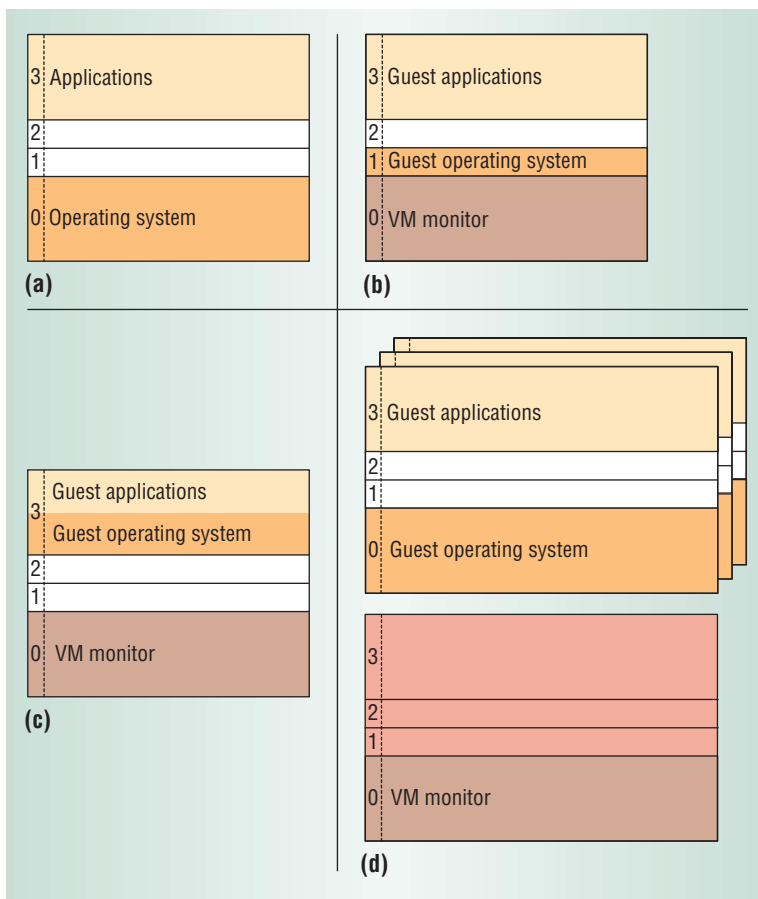 3 Applications
2
1
0 Operating system
(a)
3 Guest applications
2
1 Guest operating system
0 VM monitor
(b)
3
Guest applications
Guest operating system
2
1
0 VM monitor
(c)
3 Guest applications
2
1
0 Guest operating system
3
2
1
0 VM monitor
(d)